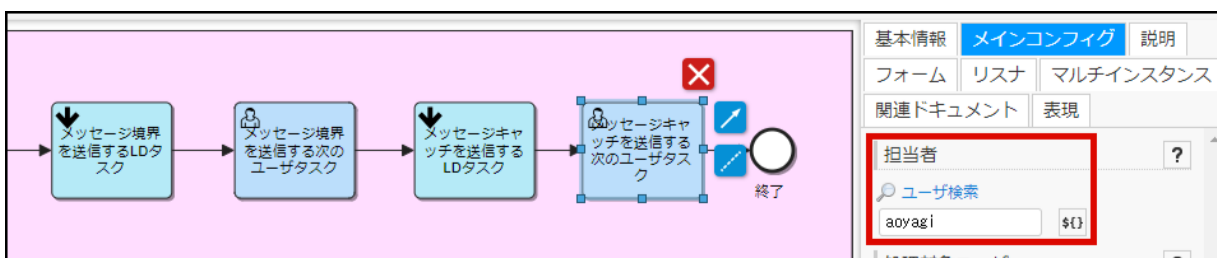 メッセージ境界
を送信するLDタ
スク
メッセージ境界
を送信する次の
ユーザタスク
メッセージキャ
ッチを送信する
LDタスク
メッセージキャ
ッチを送信する
次のユーザタス
ク
終了
基本情報 メインコンフィグ 説明
フォーム リスナ マルチインスタンス
関連ドキュメント 表現
担当者 ?
ユーザ検索
aoyagi ${}